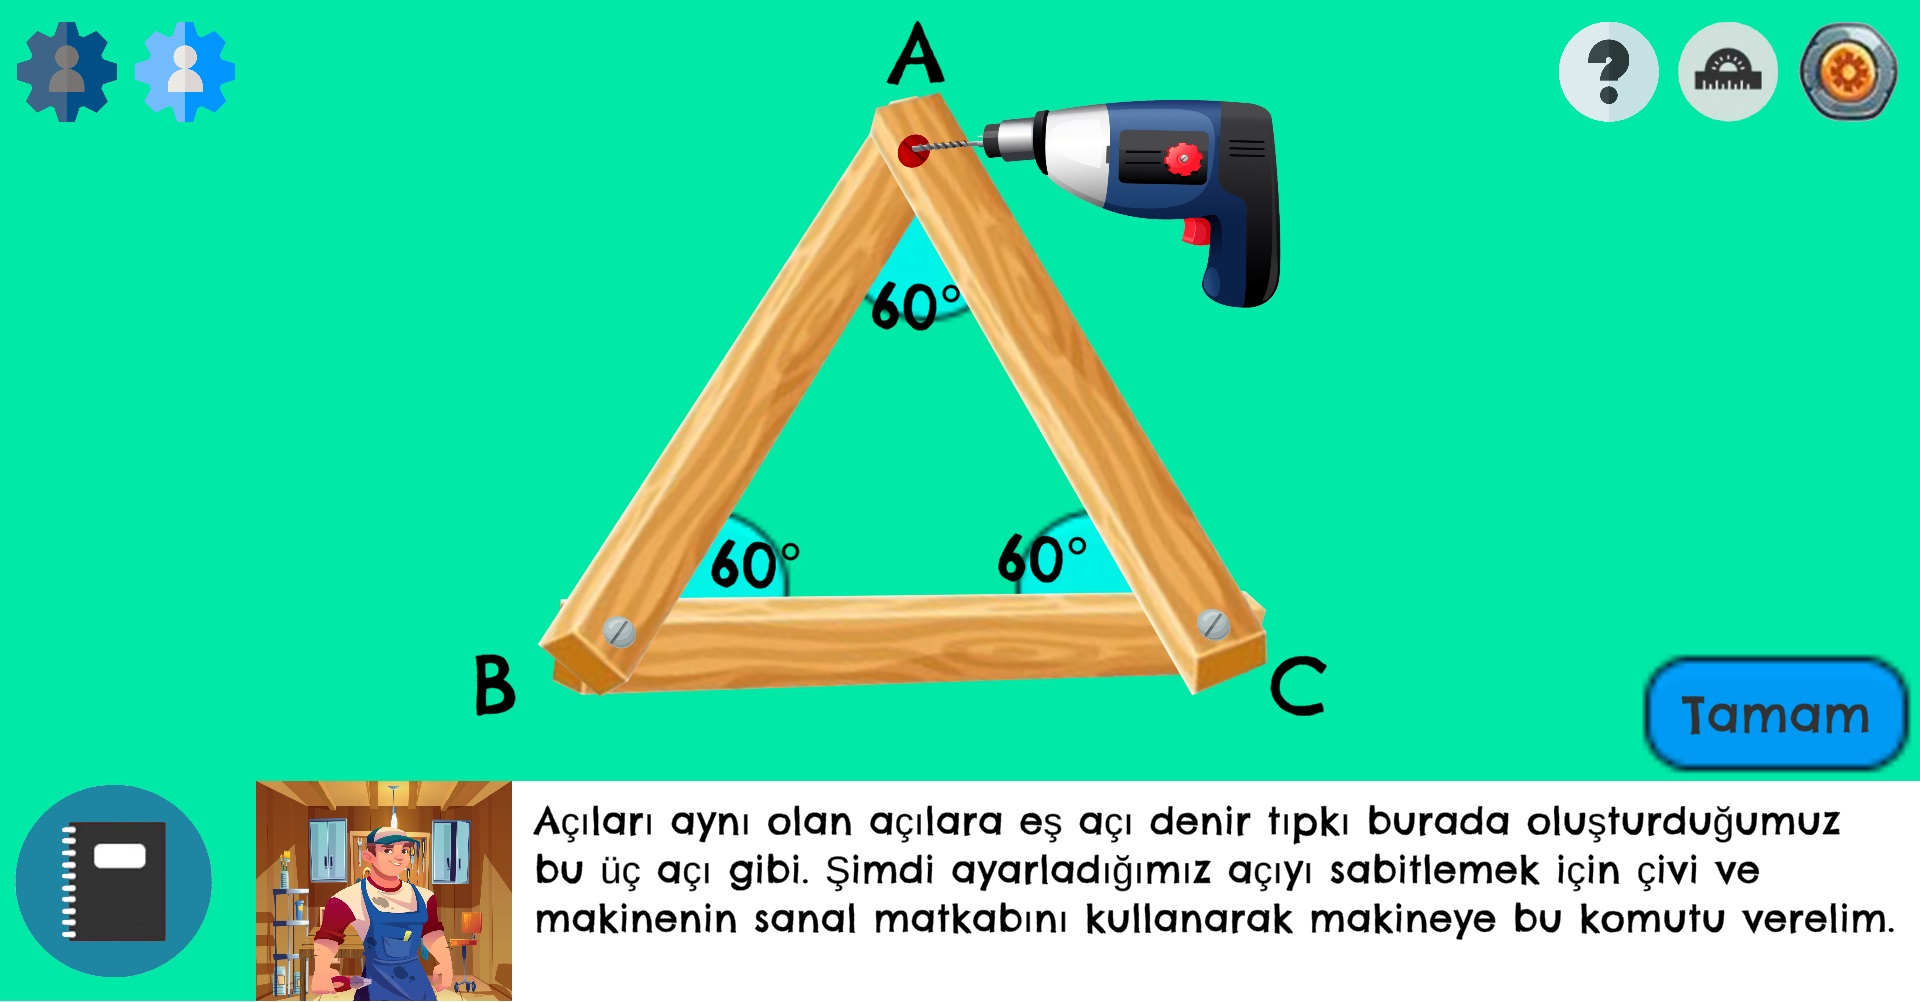 A
60°
60°
60°
B
C
Tamam
Açıları aynı olan açılara eş açı denir tıpkı burada oluşturduğumuz
bu üç açı gibi. Şimdi ayarladığımız açıyı sabitlemek için çivi ve
makinenin sanal matkabını kullanarak makineye bu komutu verelim.